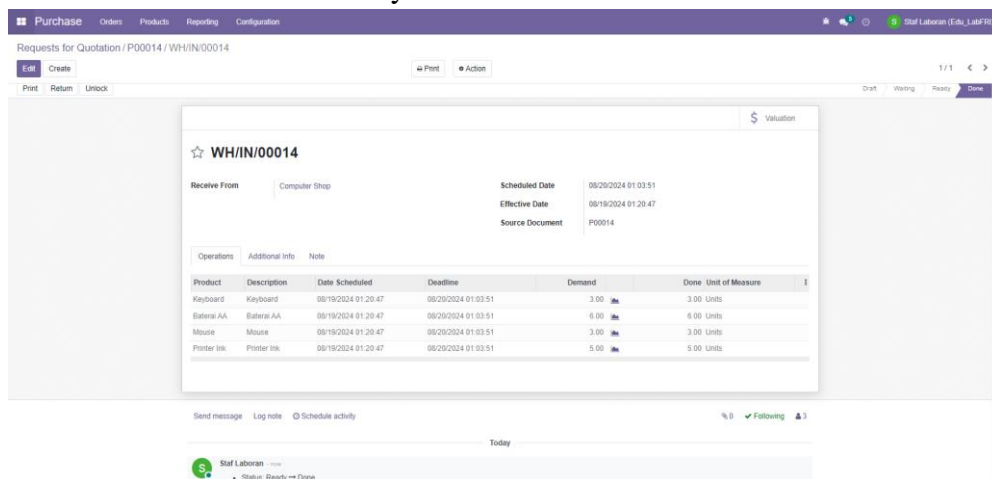 Purchase Orders Products Reporting Configuration 5 S Staf Laboran (Edu_LabFRI
Requests for Quotation / P00014 / WH/IN/00014
Edit Create Print Action 1 / 1
Print Return Unlock Draft Waiting Ready Done
$ Valuation
WH/IN/00014
Receive From Computer Shop Scheduled Date 08/20/2024 01:03:51
Effective Date 08/19/2024 01:20:47
Source Document P00014
Operations Additional Info Note
Product Description Date Scheduled Deadline Demand Done Unit of Measure
Keyboard Keyboard 08/19/2024 01:20:47 08/20/2024 01:03:51 3.00 3.00 Units
Baterai AA Baterai AA 08/19/2024 01:20:47 08/20/2024 01:03:51 6.00 6.00 Units
Mouse Mouse 08/19/2024 01:20:47 08/20/2024 01:03:51 3.00 3.00 Units
Printer Ink Printer Ink 08/19/2024 01:20:47 08/20/2024 01:03:51 5.00 5.00 Units
Send message Log note Schedule activity 0 Following 3
Today
S Staf Laboran - now
Status: Ready → Done